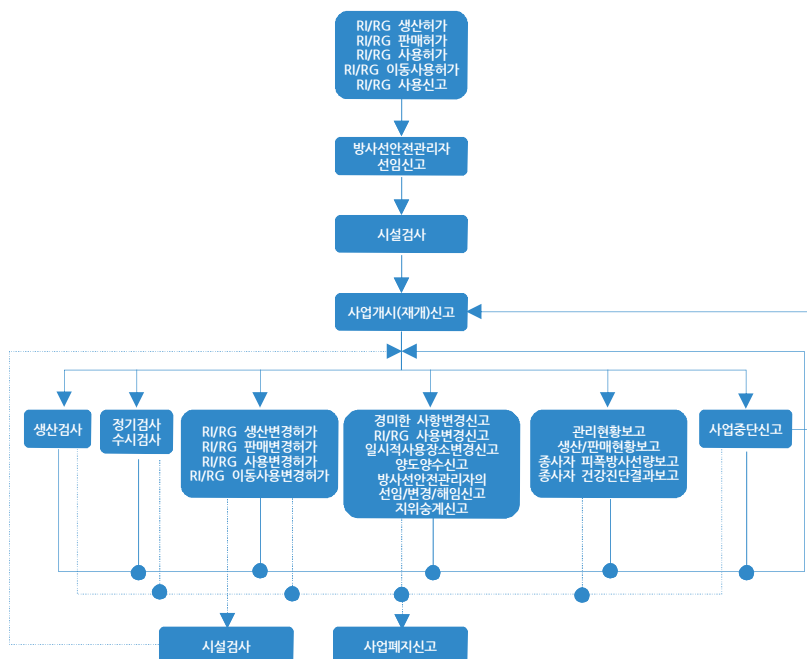 RI/RG 생산허가
RI/RG 판매허가
RI/RG 사용허가
RI/RG 이동사용허가
RI/RG 사용신고
방사선안전관리자
선임신고
시설검사
사업개시(재개)신고
생산검사
정기검사
수시검사
RI/RG 생산변경허가
RI/RG 판매변경허가
RI/RG 사용변경허가
RI/RG 이동사용변경허가
경미한 사항변경신고
RI/RG 사용변경신고
일시적사용장소변경신고
양도양수신고
방사선안전관리자의
선임/변경/해임신고
지위승계신고
관리현황보고
생산/판매현황보고
종사자 피폭방사선량보고
종사자 건강진단결과보고
사업중단신고
시설검사
사업폐지신고